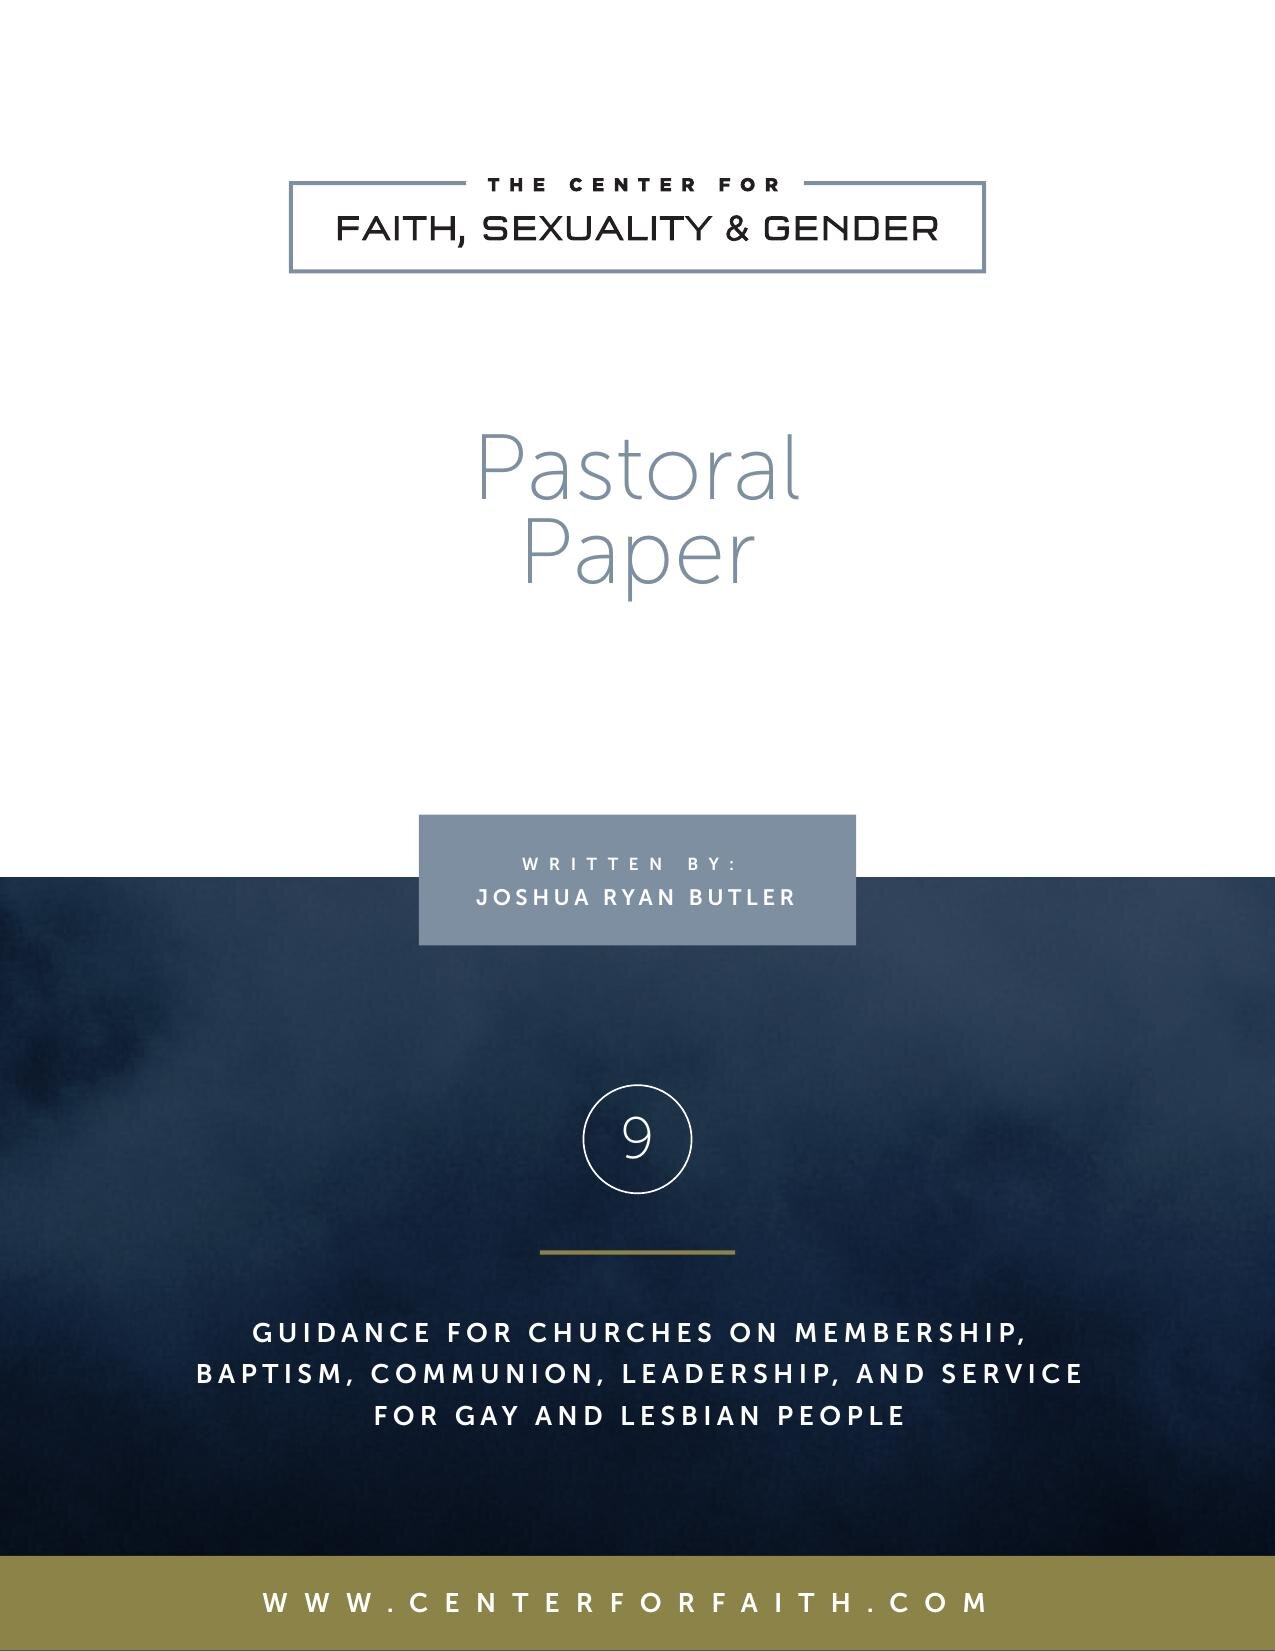 THE CENTER FOR
FAITH, SEXUALITY & GENDER
Pastoral
Paper
WRITTEN BY:
JOSHUA RYAN BUTLER
9
GUIDANCE FOR CHURCHES ON MEMBERSHIP,
BAPTISM, COMMUNION, LEADERSHIP, AND SERVICE
FOR GAY AND LESBIAN PEOPLE
WWW.CENTERFORFAITH.COM